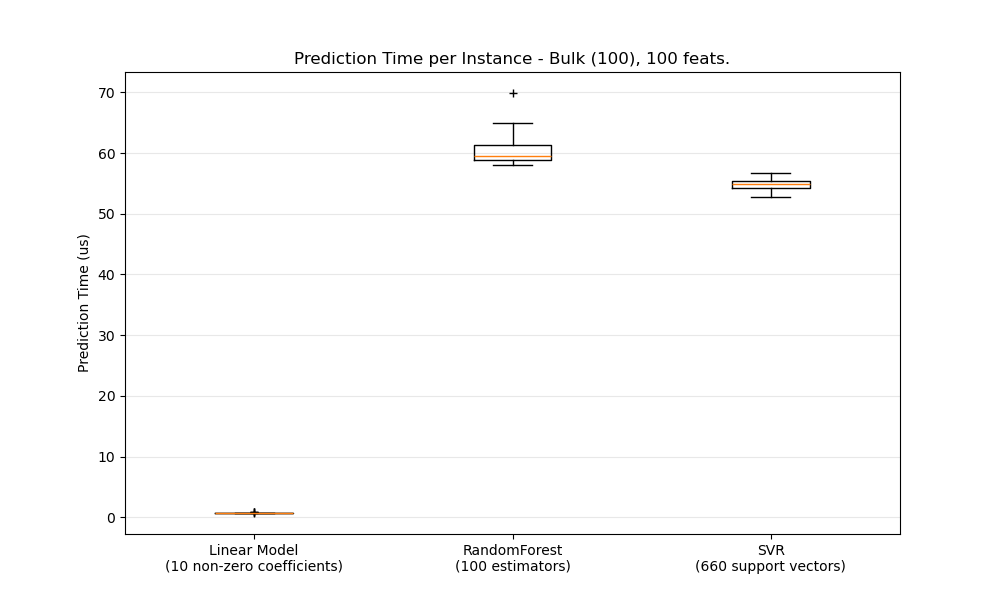 Prediction Time per Instance - Bulk (100), 100 feats.
70
60
50
40
30
20
10
0
Prediction Time (us)
Linear Model
(10 non-zero coefficients)
RandomForest
(100 estimators)
SVR
(660 support vectors)